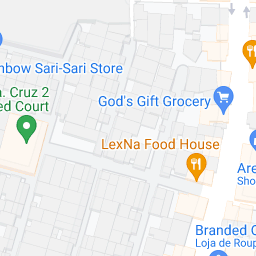 nbow Sari-Sari Store
a. Cruz 2
ed Court
God's Gift Grocery
LexNa Food House
Are
Sho
Branded C
Loja de Roup